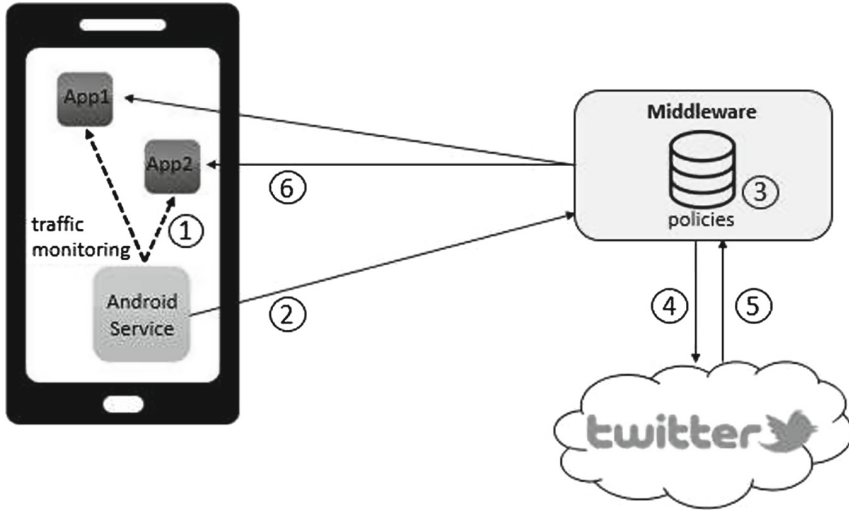 App1
App2
traffic
monitoring
①
Android
Service
②
⑥
Middleware
③
policies
④
⑤
twitter